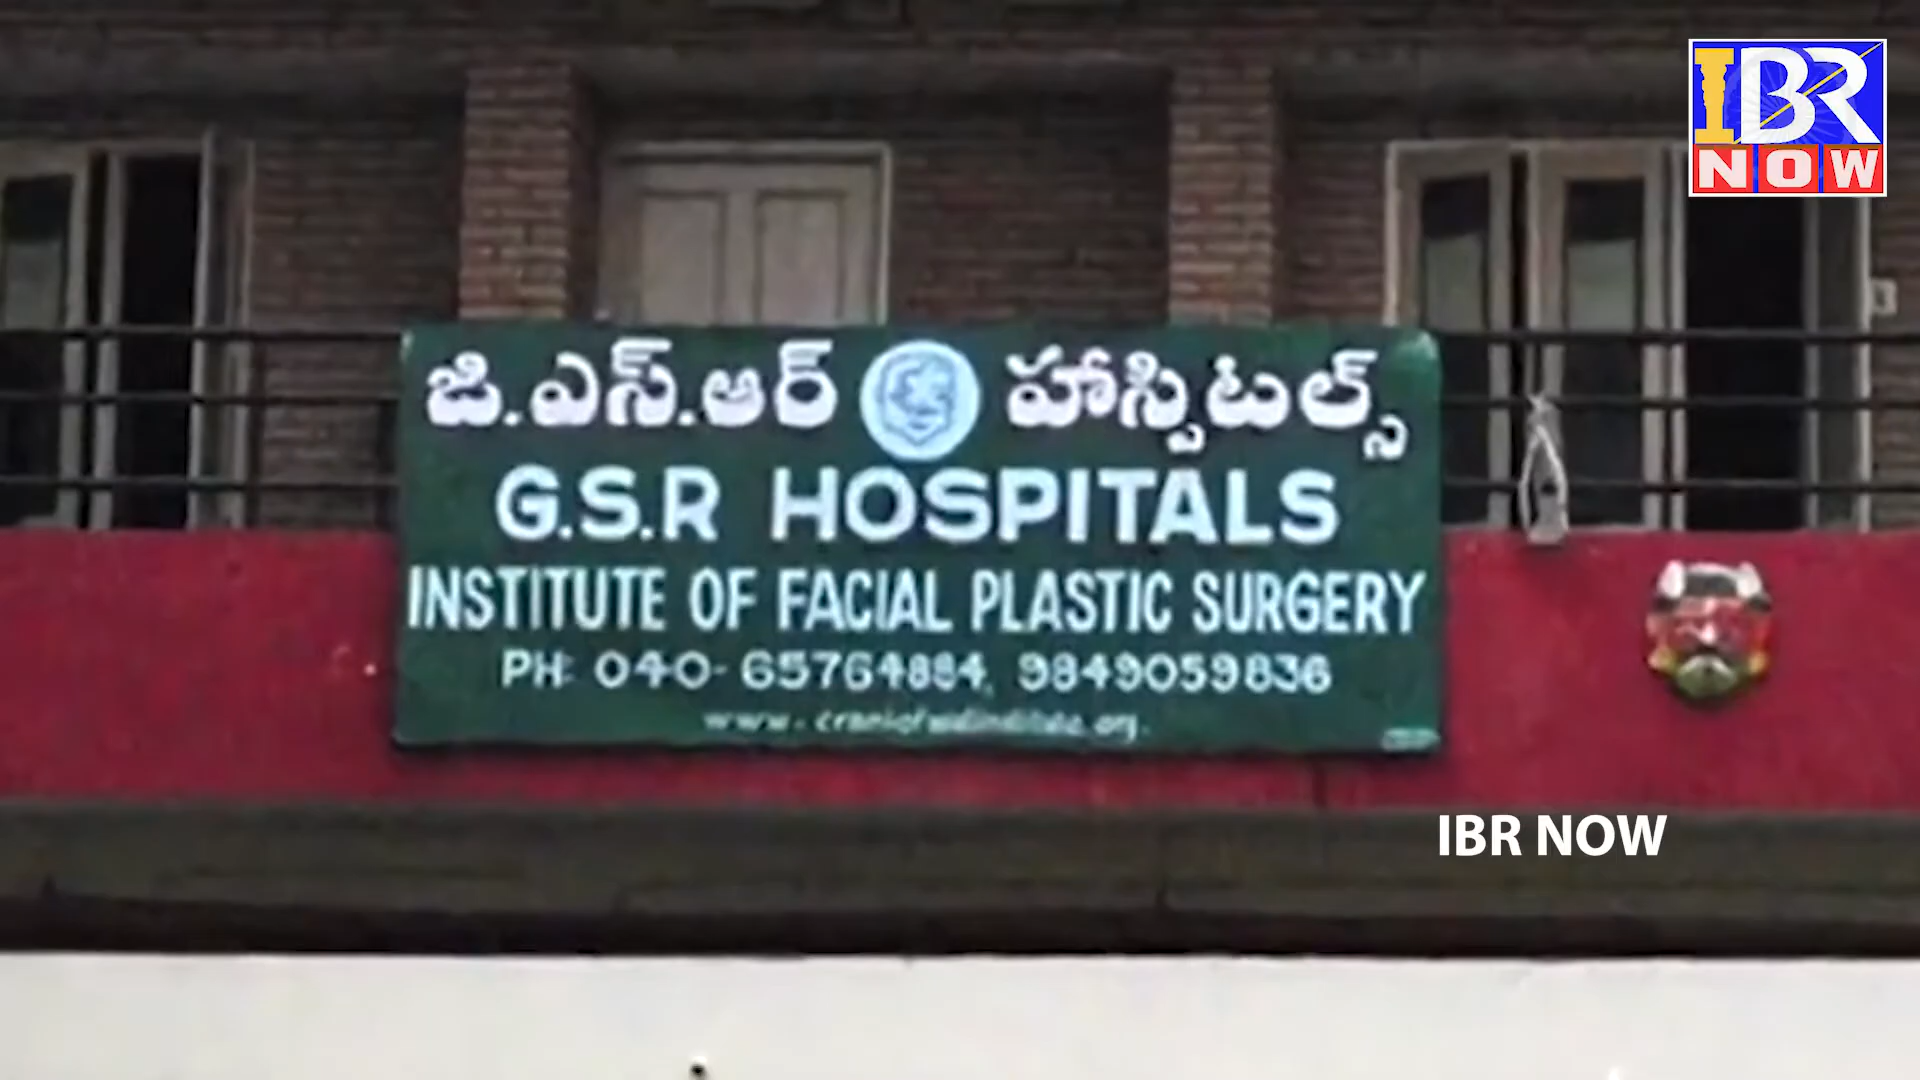 IBR
NOW
జి.ఎస్.ఆర్ హాస్పిటల్స్
G.S.R HOSPITALS
INSTITUTE OF FACIAL PLASTIC SURGERY
PH: 040-65764884, 9849059836
IBR NOW